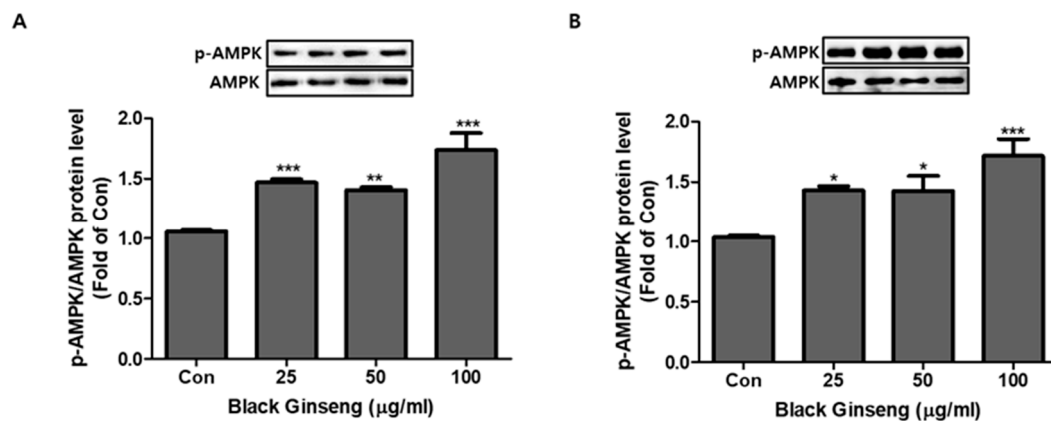 A
p-AMPK
AMPK
p-AMPK/AMPK protein level
(Fold of Con)
2.0
1.5
1.0
0.5
0.0
***
**
***
Con 25 50 100
Black Ginseng (μg/ml)
B
p-AMPK
AMPK
p-AMPK/AMPK protein level
(Fold of Con)
2.0
1.5
1.0
0.5
0.0
*
*
***
Con 25 50 100
Black Ginseng (μg/ml)